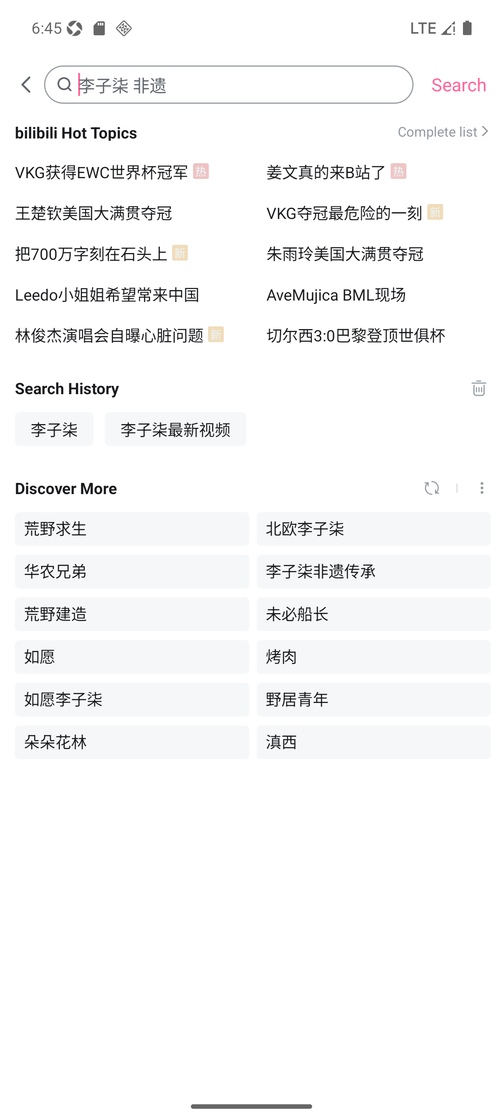 6:45
LTE
李子柒 非遗
Search
bilibili Hot Topics
Complete list
VKG获得EWC世界杯冠军 热
姜文真的来B站了 热
王楚钦美国大满贯夺冠
VKG夺冠最危险的一刻 新
把700万字刻在石头上 新
朱雨玲美国大满贯夺冠
Leedo小姐姐希望常来中国
AveMujica BML现场
林俊杰演唱会自曝心脏问题 新
切尔西3:0巴黎登顶世俱杯
Search History
李子柒
李子柒最新视频
Discover More
荒野求生
北欧李子柒
华农兄弟
李子柒非遗传承
荒野建造
未必船长
如愿
烤肉
如愿李子柒
野居青年
朵朵花林
滇西